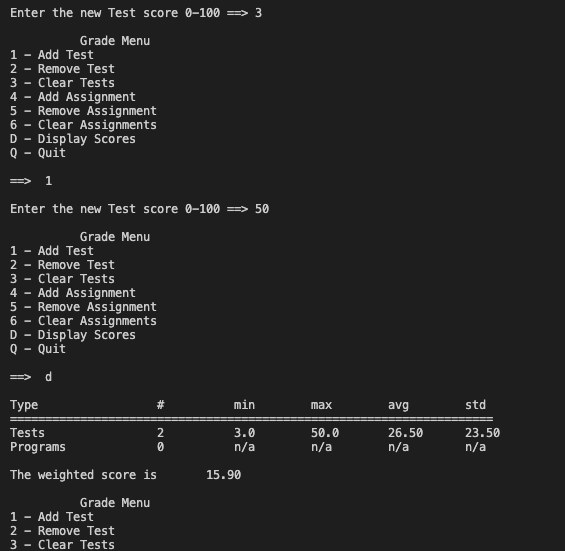 Enter the new Test score 0-100 ==> 3
Grade Menu
1 - Add Test
2 - Remove Test
3 - Clear Tests
4 - Add Assignment
5 - Remove Assignment
6 - Clear Assignments
D - Display Scores
Q - Quit
==> 1
Enter the new Test score 0-100 ==> 50
Grade Menu
1 - Add Test
2 - Remove Test
3 - Clear Tests
4 - Add Assignment
5 - Remove Assignment
6 - Clear Assignments
D - Display Scores
Q - Quit
==> d
Type # min max avg std
=====================================================================
Tests 2 3.0 50.0 26.50 23.50
Programs 0 n/a n/a n/a n/a
The weighted score is 15.90
Grade Menu
1 - Add Test
2 - Remove Test
3 - Clear Tests